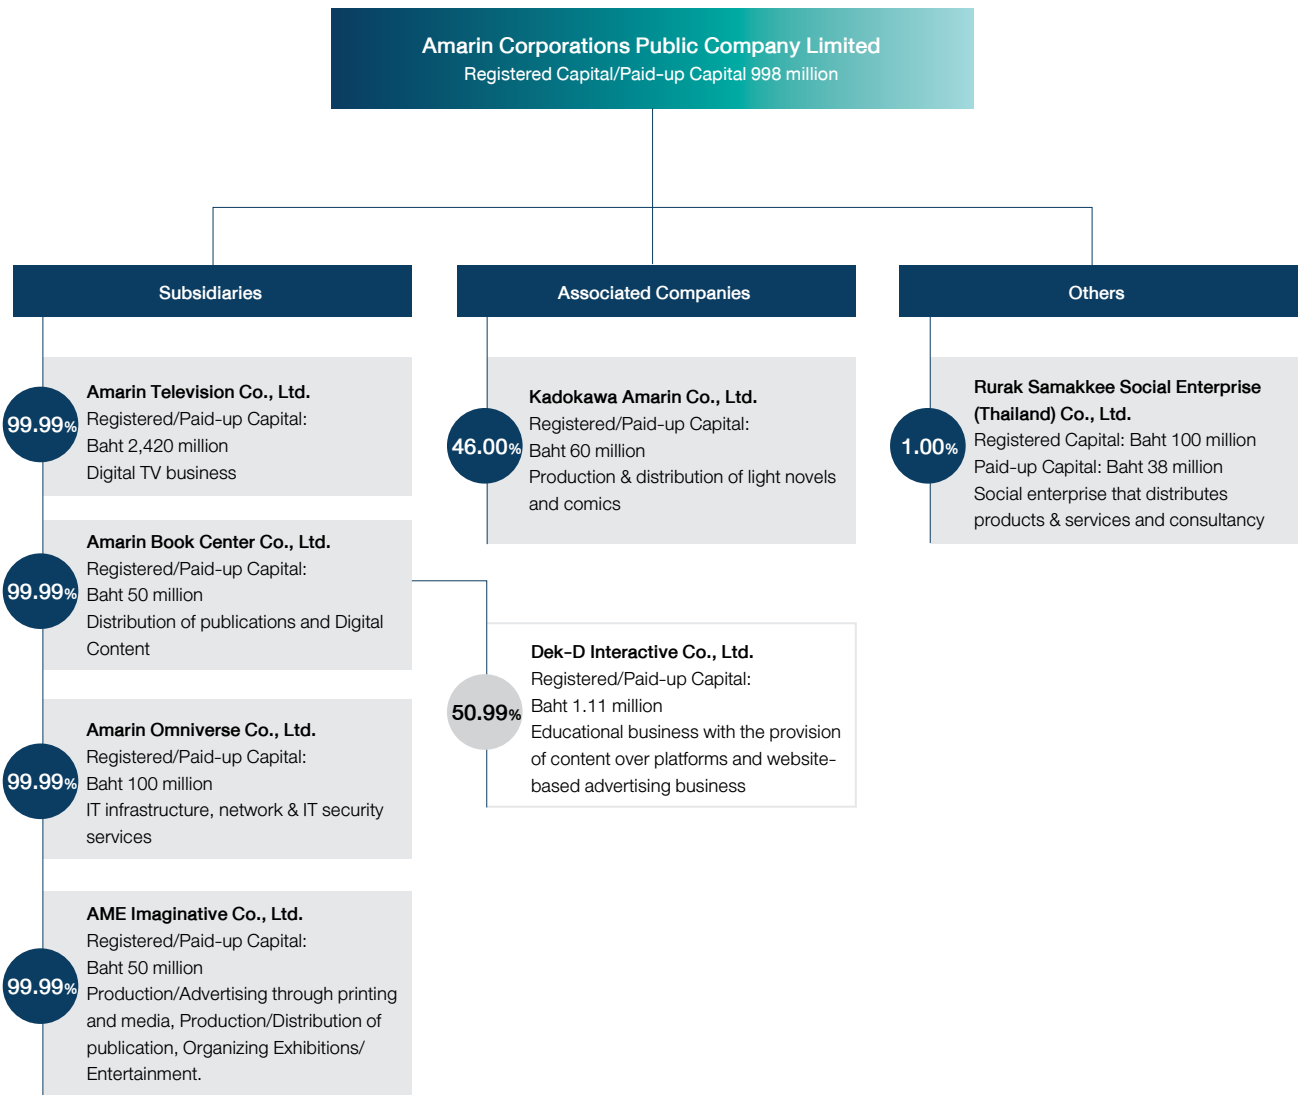 Amarin Corporations Public Company Limited
Registered Capital/Paid-up Capital 998 million
Subsidiaries
99.99%
Amarin Television Co., Ltd.
Registered/Paid-up Capital:
Baht 2,420 million
Digital TV business
99.99%
Amarin Book Center Co., Ltd.
Registered/Paid-up Capital:
Baht 50 million
Distribution of publications and Digital
Content
99.99%
Amarin Omniverse Co., Ltd.
Registered/Paid-up Capital:
Baht 100 million
IT infrastructure, network & IT security
services
99.99%
AME Imaginative Co., Ltd.
Registered/Paid-up Capital:
Baht 50 million
Production/Advertising through printing
and media, Production/Distribution of
publication, Organizing Exhibitions/
Entertainment.
Associated Companies
46.00%
Kadokawa Amarin Co., Ltd.
Registered/Paid-up Capital:
Baht 60 million
Production & distribution of light novels
and comics
50.99%
Dek-D Interactive Co., Ltd.
Registered/Paid-up Capital:
Baht 1.11 million
Educational business with the provision
of content over platforms and website-
based advertising business
Others
1.00%
Rurak Samakkee Social Enterprise
(Thailand) Co., Ltd.
Registered Capital: Baht 100 million
Paid-up Capital: Baht 38 million
Social enterprise that distributes
products & services and consultancy